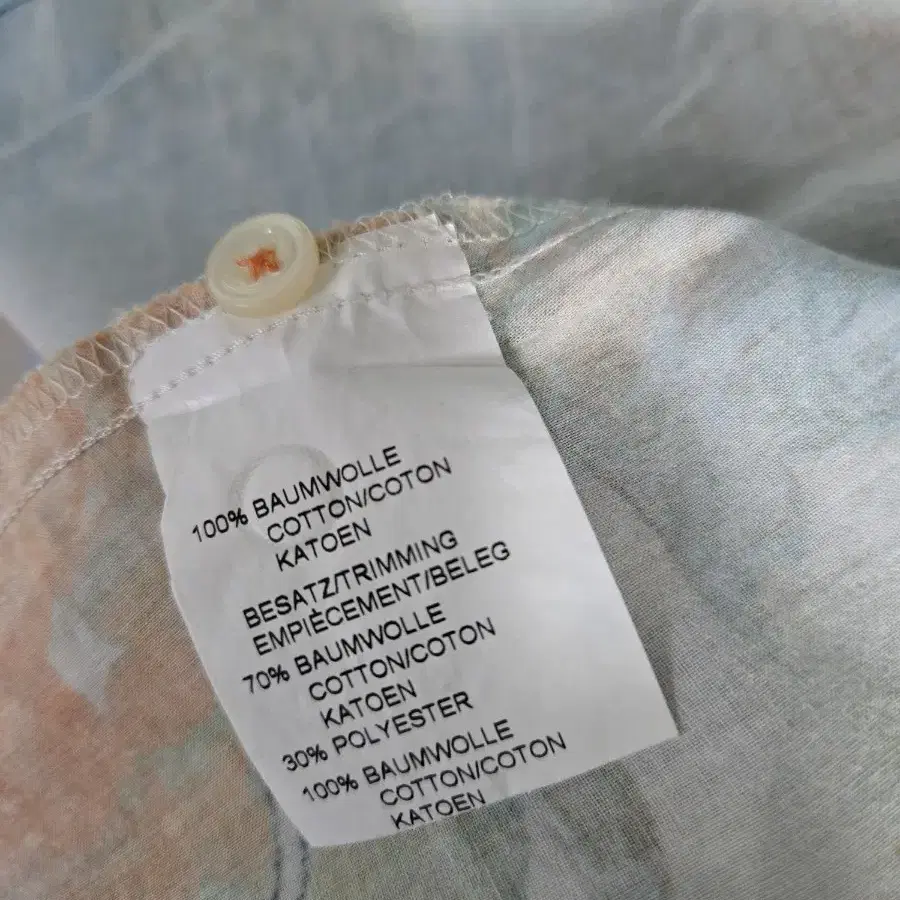 100% BAUMWOLLE
COTTON/COTON
KATOEN
BESATZ/TRIMMING
EMPIÈCEMENT/BELEG
70% BAUMWOLLE
COTTON/COTON
KATOEN
30% POLYESTER
100% BAUMWOLLE
COTTON/COTON
KATOEN